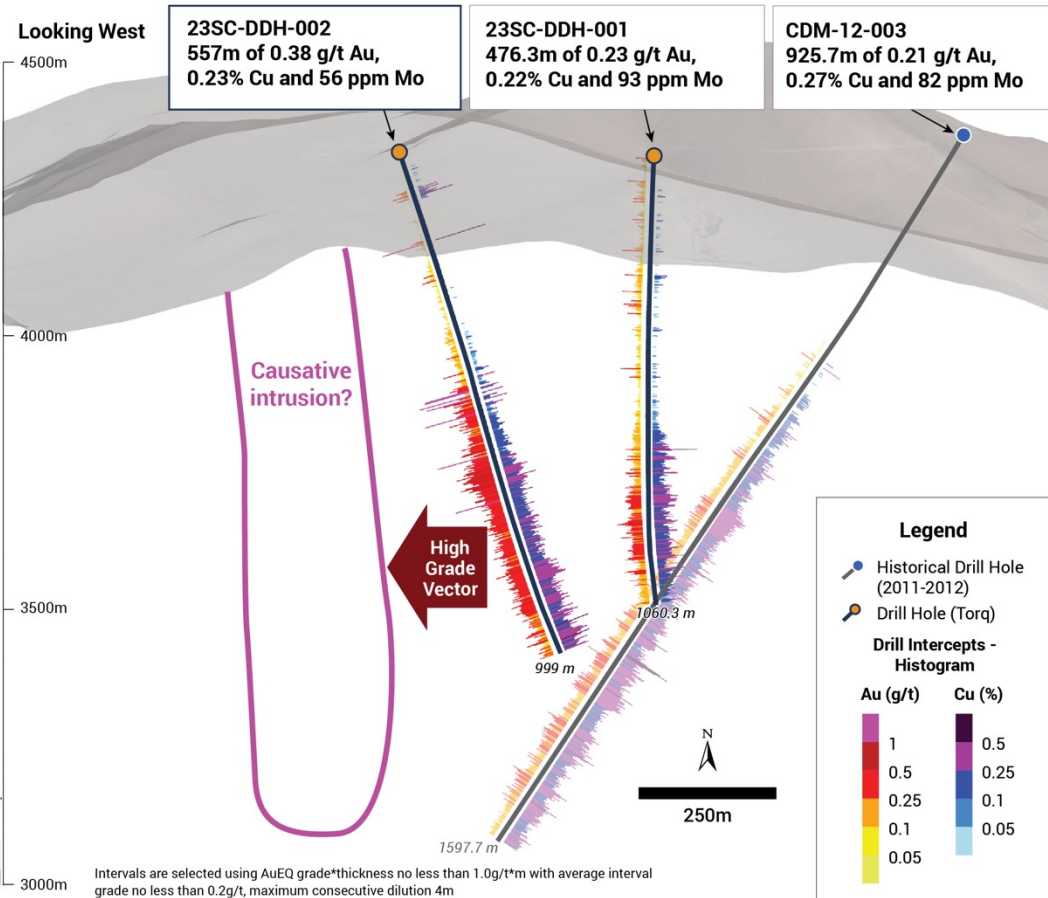 Looking West
23SC-DDH-002
557m of 0.38 g/t Au,
0.23% Cu and 56 ppm Mo
23SC-DDH-001
476.3m of 0.23 g/t Au,
0.22% Cu and 93 ppm Mo
CDM-12-003
925.7m of 0.21 g/t Au,
0.27% Cu and 82 ppm Mo
4500m
4000m
3500m
3000m
Causative
intrusion?
High
Grade
Vector
999 m
1060.3 m
1597.7 m
N
250m
Legend
Historical Drill Hole
(2011-2012)
Drill Hole (Torq)
Drill Intercepts -
Histogram
Au (g/t)
1
0.5
0.25
0.1
0.05
Cu (%)
0.5
0.25
0.1
0.05
Intervals are selected using AuEQ grade*thickness no less than 1.0g/t*m with average interval
grade no less than 0.2g/t, maximum consecutive dilution 4m